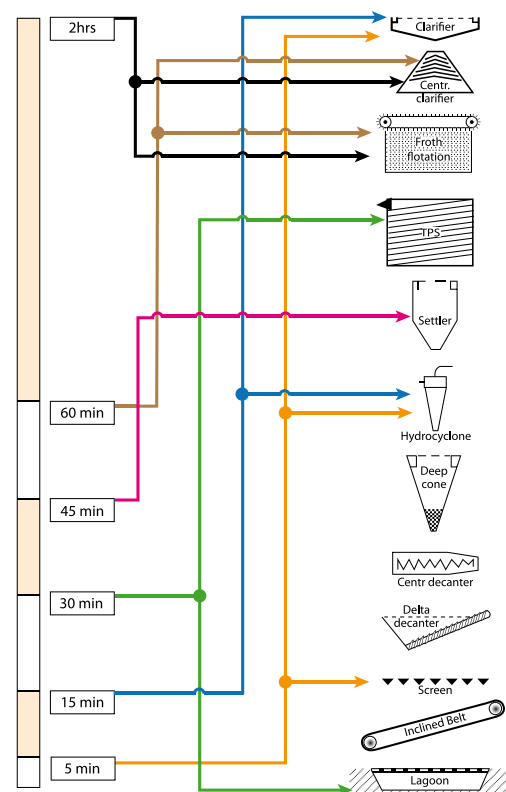 2hrs
60 min
45 min
30 min
15 min
5 min
Clarifier
Centr.
clarifier
Froth
flotation
TPS
Settler
Hydrocyclone
Deep
cone
Centr decanter
Delta
decanter
Screen
Inclined Belt
Lagoon